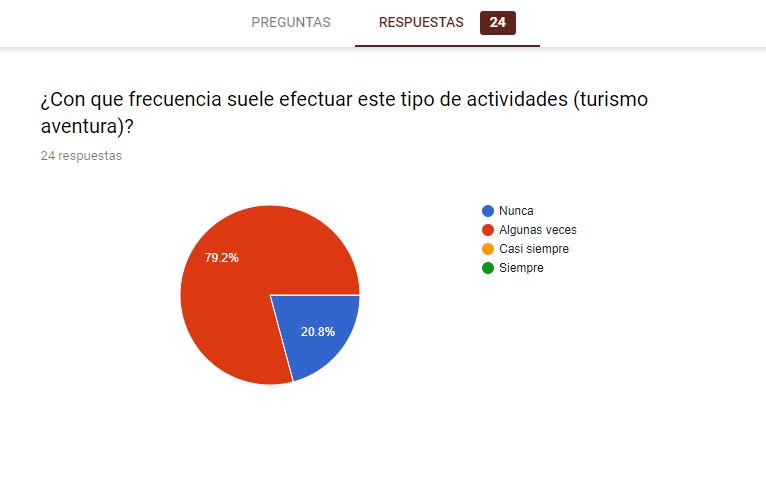 PREGUNTAS RESPUESTAS 24
¿Con que frecuencia suele efectuar este tipo de actividades (turismo
aventura)?
24 respuestas
Nunca
Algunas veces
Casi siempre
Siempre
79.2%
20.8%